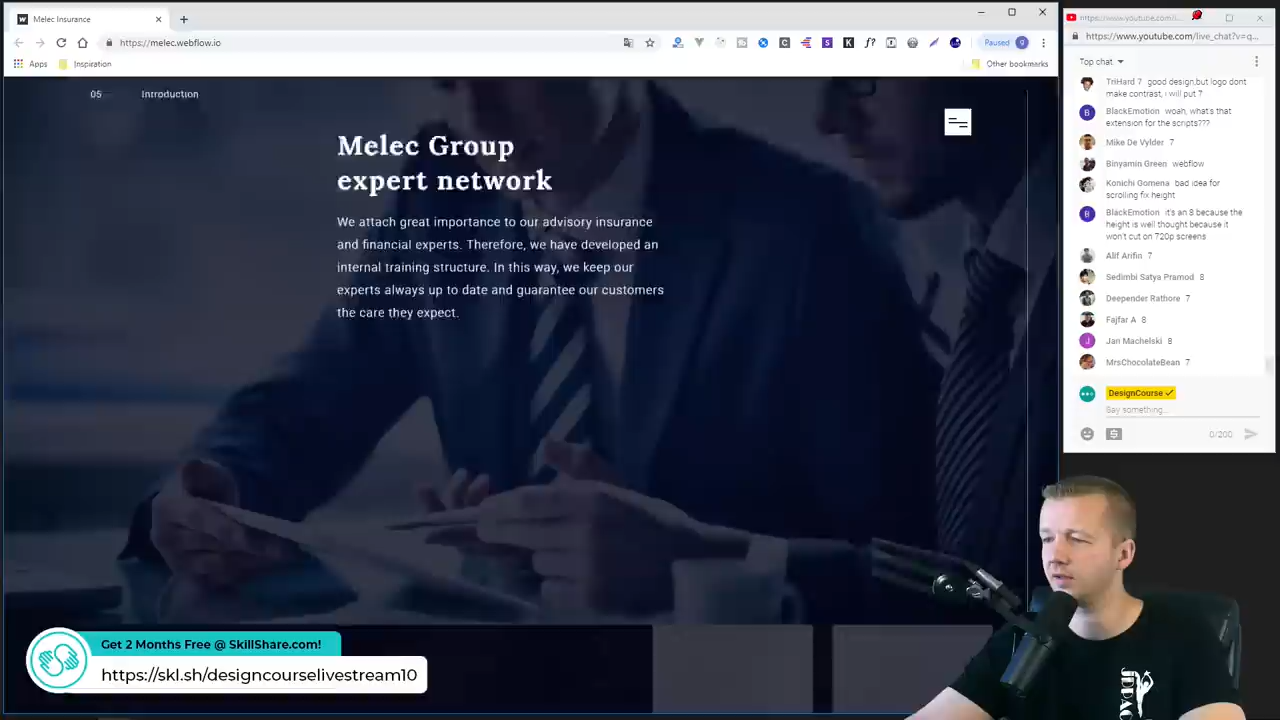 Melec Insurance
https://www.youtube.com/l...
https://melec.webflow.io
Paused
https://www.youtube.com/live_chat?v=q...
Apps
Inspiration
Other bookmarks
Top chat
05
Introduction
Melec Group
expert network
We attach great importance to our advisory insurance
and financial experts. Therefore, we have developed an
internal training structure. In this way, we keep our
experts always up to date and guarantee our customers
the care they expect.
TriHard 7 good design,but logo dont
make contrast, i will put 7
BlackEmotion woah, what's that
extension for the scripts???
Mike De Vylder 7
Binyamin Green webflow
Konichi Gomena bad idea for
scrolling fix height
BlackEmotion it's an 8 because the
height is well thought because it
won't cut on 720p screens
Alif Arifin 7
Sedimbi Satya Pramod 8
Deepender Rathore 7
Fajfar A 8
Jan Machelski 8
MrsChocolateBean 7
DesignCourse
Say something...
0/200
Get 2 Months Free @ SkillShare.com!
https://skl.sh/designcourselivestream10